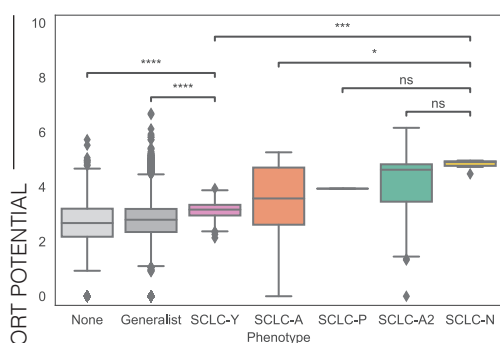 10
8
6
4
2
0
ORT POTENTIAL
***
****
*
****
ns
ns
None Generalist SCLC-Y SCLC-A SCLC-P SCLC-A2 SCLC-N
Phenotype